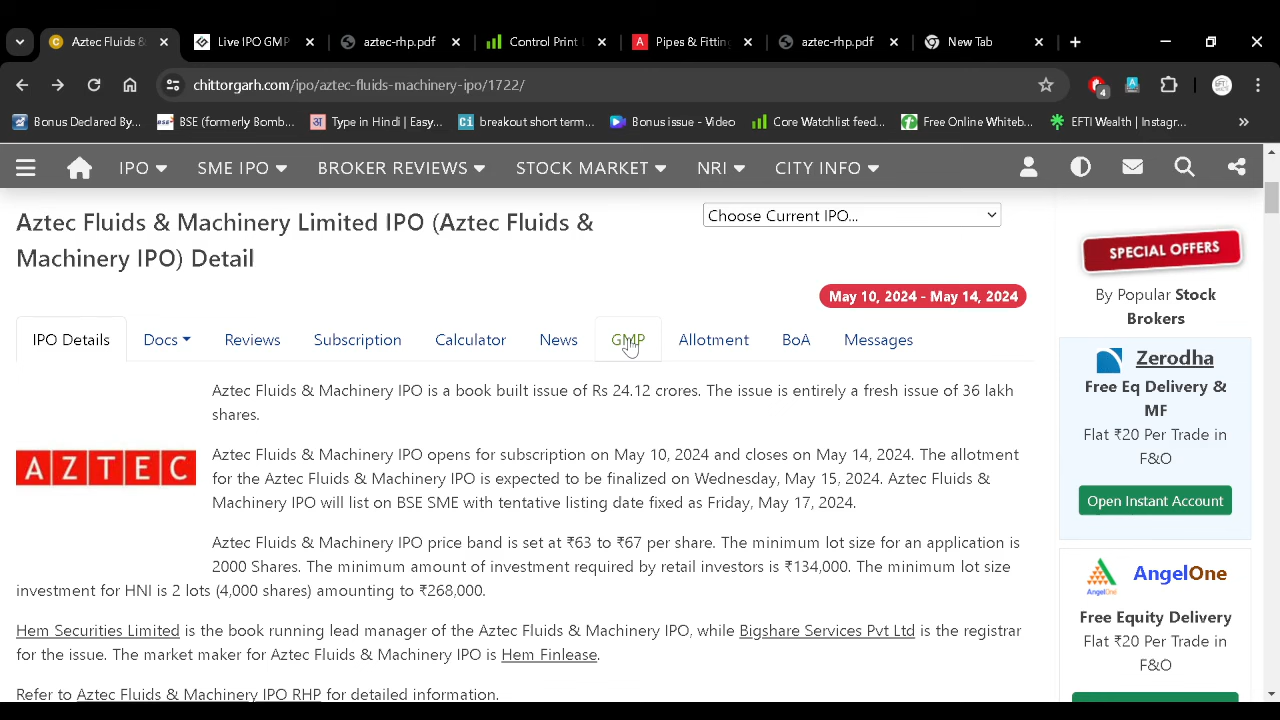 Aztec Fluids &
Live IPO GMP
aztec-rhp.pdf
Control Print
Pipes & Fittin
aztec-rhp.pdf
New Tab
chittorgarh.com/ipo/aztec-fluids-machinery-ipo/1722/
4
Bonus Declared By...
BSE (formerly Bomb...
Type in Hindi | Easy...
breakout short term...
Bonus issue - Video
Core Watchlist feed...
Free Online Whiteb...
EFTI Wealth | Instagr...
IPO
SME IPO
BROKER REVIEWS
STOCK MARKET
NRI
CITY INFO
Aztec Fluids & Machinery Limited IPO (Aztec Fluids &
Machinery IPO) Detail
Choose Current IPO...
May 10, 2024 - May 14, 2024
IPO Details
Docs
Reviews
Subscription
Calculator
News
GMP
Allotment
BoA
Messages
Aztec Fluids & Machinery IPO is a book built issue of Rs 24.12 crores. The issue is entirely a fresh issue of 36 lakh
shares.
AZTEC
Aztec Fluids & Machinery IPO opens for subscription on May 10, 2024 and closes on May 14, 2024. The allotment
for the Aztec Fluids & Machinery IPO is expected to be finalized on Wednesday, May 15, 2024. Aztec Fluids &
Machinery IPO will list on BSE SME with tentative listing date fixed as Friday, May 17, 2024.
Aztec Fluids & Machinery IPO price band is set at ₹63 to ₹67 per share. The minimum lot size for an application is
2000 Shares. The minimum amount of investment required by retail investors is ₹134,000. The minimum lot size
investment for HNI is 2 lots (4,000 shares) amounting to ₹268,000.
Hem Securities Limited is the book running lead manager of the Aztec Fluids & Machinery IPO, while Bigshare Services Pvt Ltd is the registrar
for the issue. The market maker for Aztec Fluids & Machinery IPO is Hem Finlease.
Refer to Aztec Fluids & Machinery IPO RHP for detailed information.
SPECIAL OFFERS
By Popular Stock
Brokers
Zerodha
Free Eq Delivery &
MF
Flat ₹20 Per Trade in
F&O
Open Instant Account
AngelOne
AngelOne
Free Equity Delivery
Flat ₹20 Per Trade in
F&O